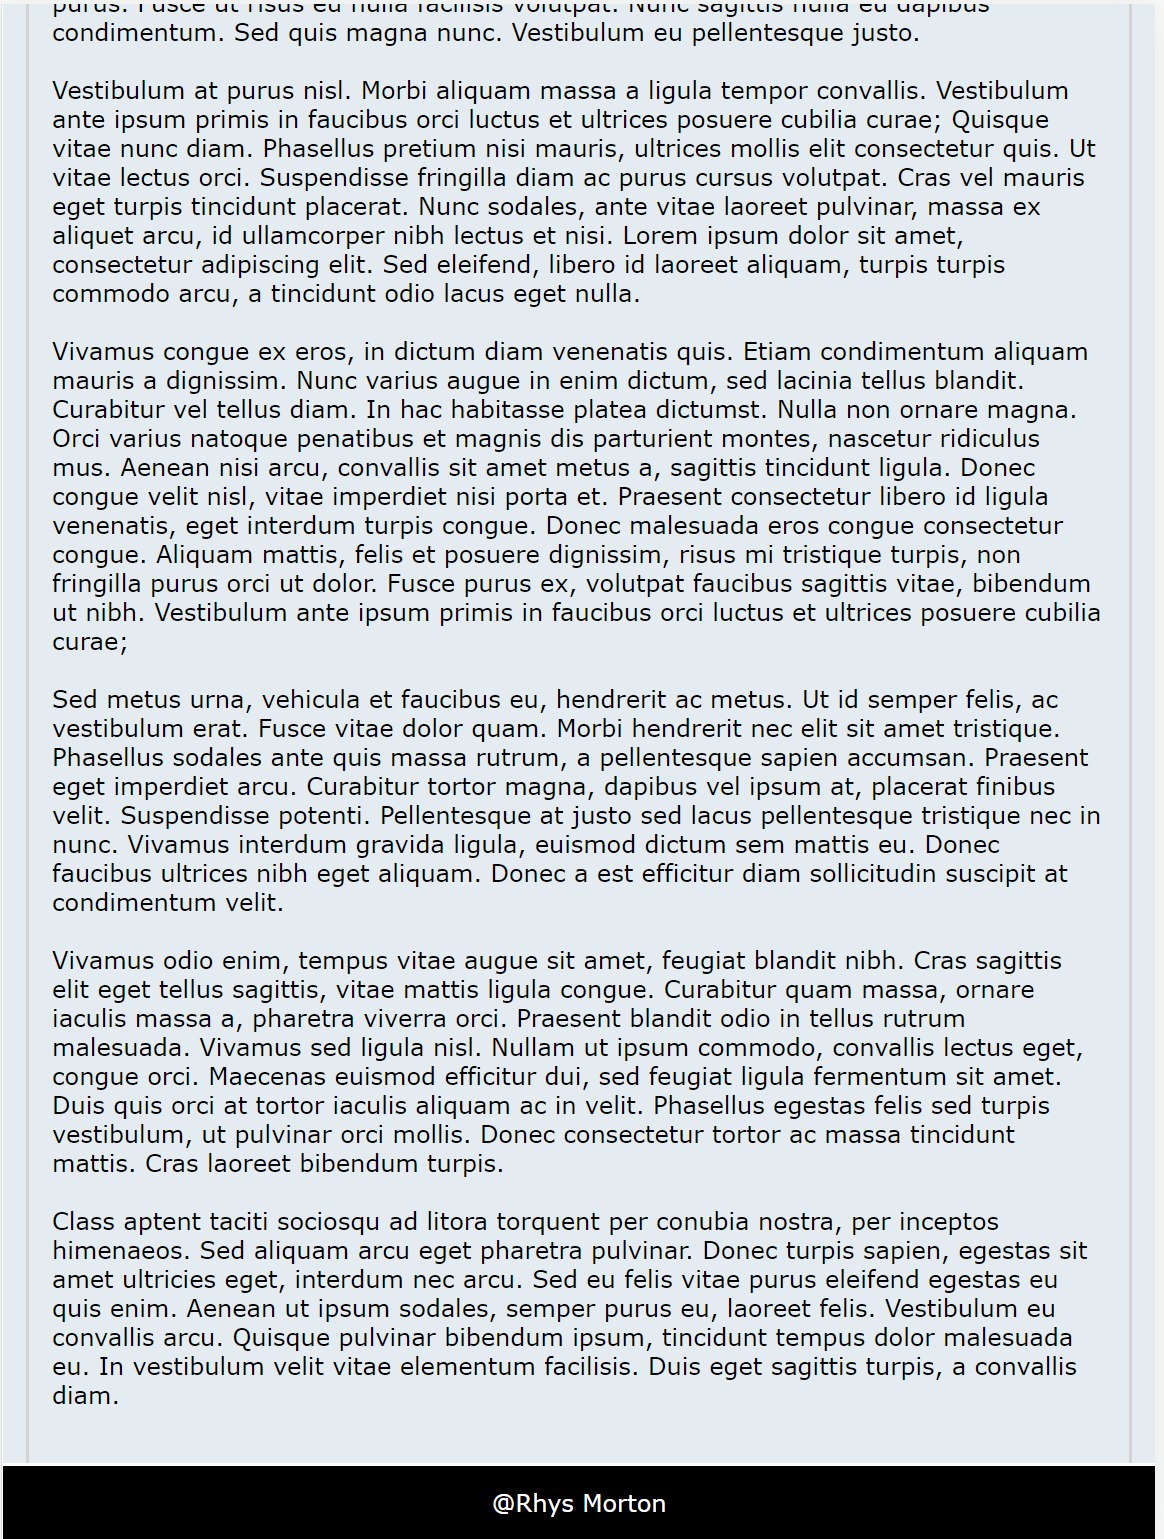 purus. Fusce ut risus eu nulla facilisis volutpat. Nunc sagittis nulla eu dapibus
condimentum. Sed quis magna nunc. Vestibulum eu pellentesque justo.
Vestibulum at purus nisl. Morbi aliquam massa a ligula tempor convallis. Vestibulum
ante ipsum primis in faucibus orci luctus et ultrices posuere cubilia curae; Quisque
vitae nunc diam. Phasellus pretium nisi mauris, ultrices mollis elit consectetur quis. Ut
vitae lectus orci. Suspendisse fringilla diam ac purus cursus volutpat. Cras vel mauris
eget turpis tincidunt placerat. Nunc sodales, ante vitae laoreet pulvinar, massa ex
aliquet arcu, id ullamcorper nibh lectus et nisi. Lorem ipsum dolor sit amet,
consectetur adipiscing elit. Sed eleifend, libero id laoreet aliquam, turpis turpis
commodo arcu, a tincidunt odio lacus eget nulla.
Vivamus congue ex eros, in dictum diam venenatis quis. Etiam condimentum aliquam
mauris a dignissim. Nunc varius augue in enim dictum, sed lacinia tellus blandit.
Curabitur vel tellus diam. In hac habitasse platea dictumst. Nulla non ornare magna.
Orci varius natoque penatibus et magnis dis parturient montes, nascetur ridiculus
mus. Aenean nisi arcu, convallis sit amet metus a, sagittis tincidunt ligula. Donec
congue velit nisl, vitae imperdiet nisi porta et. Praesent consectetur libero id ligula
venenatis, eget interdum turpis congue. Donec malesuada eros congue consectetur
congue. Aliquam mattis, felis et posuere dignissim, risus mi tristique turpis, non
fringilla purus orci ut dolor. Fusce purus ex, volutpat faucibus sagittis vitae, bibendum
ut nibh. Vestibulum ante ipsum primis in faucibus orci luctus et ultrices posuere cubilia
curae;
Sed metus urna, vehicula et faucibus eu, hendrerit ac metus. Ut id semper felis, ac
vestibulum erat. Fusce vitae dolor quam. Morbi hendrerit nec elit sit amet tristique.
Phasellus sodales ante quis massa rutrum, a pellentesque sapien accumsan. Praesent
eget imperdiet arcu. Curabitur tortor magna, dapibus vel ipsum at, placerat finibus
velit. Suspendisse potenti. Pellentesque at justo sed lacus pellentesque tristique nec in
nunc. Vivamus interdum gravida ligula, euismod dictum sem mattis eu. Donec
faucibus ultrices nibh eget aliquam. Donec a est efficitur diam sollicitudin suscipit at
condimentum velit.
Vivamus odio enim, tempus vitae augue sit amet, feugiat blandit nibh. Cras sagittis
elit eget tellus sagittis, vitae mattis ligula congue. Curabitur quam massa, ornare
iaculis massa a, pharetra viverra orci. Praesent blandit odio in tellus rutrum
malesuada. Vivamus sed ligula nisl. Nullam ut ipsum commodo, convallis lectus eget,
congue orci. Maecenas euismod efficitur dui, sed feugiat ligula fermentum sit amet.
Duis quis orci at tortor iaculis aliquam ac in velit. Phasellus egestas felis sed turpis
vestibulum, ut pulvinar orci mollis. Donec consectetur tortor ac massa tincidunt
mattis. Cras laoreet bibendum turpis.
Class aptent taciti sociosqu ad litora torquent per conubia nostra, per inceptos
himenaeos. Sed aliquam arcu eget pharetra pulvinar. Donec turpis sapien, egestas sit
amet ultricies eget, interdum nec arcu. Sed eu felis vitae purus eleifend egestas eu
quis enim. Aenean ut ipsum sodales, semper purus eu, laoreet felis. Vestibulum eu
convallis arcu. Quisque pulvinar bibendum ipsum, tincidunt tempus dolor malesuada
eu. In vestibulum velit vitae elementum facilisis. Duis eget sagittis turpis, a convallis
diam.
@Rhys Morton